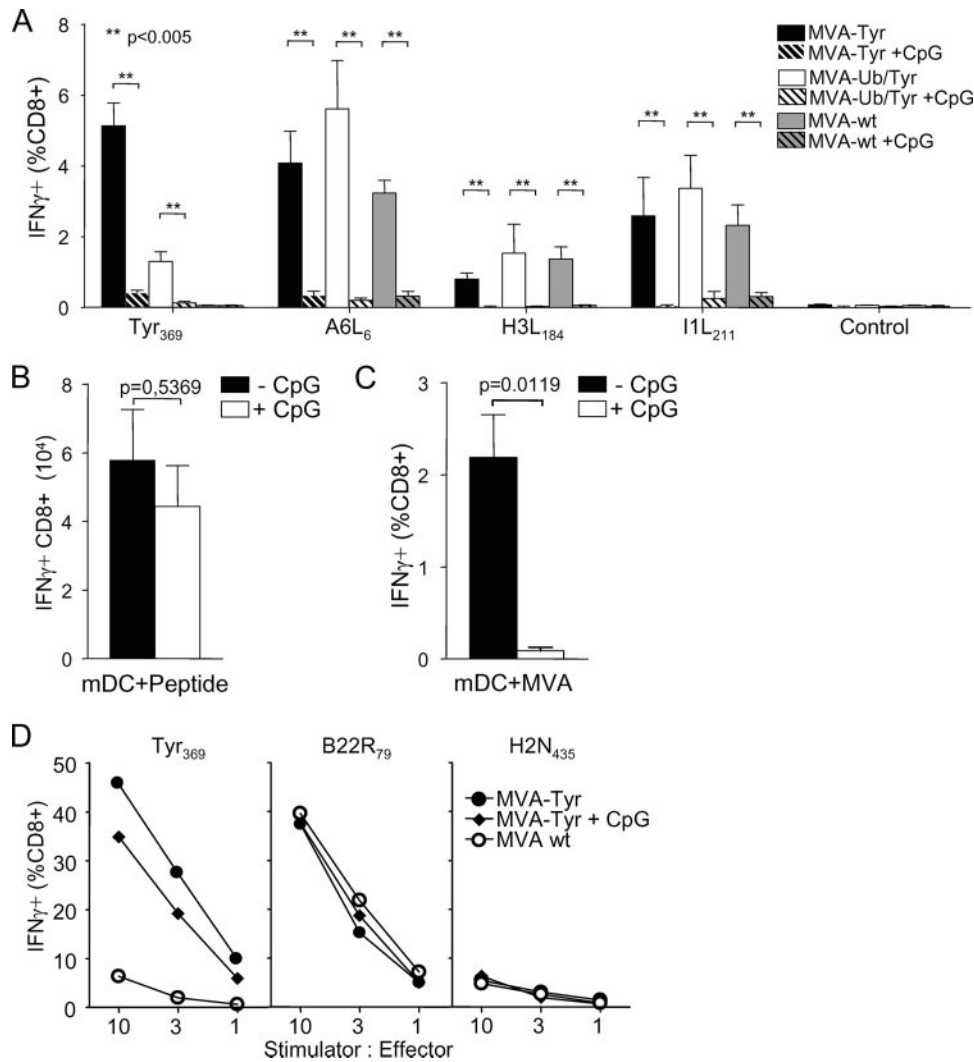 A
** p<0.005
** ** ** ** ** ** ** ** ** ** **
MVA-Tyr
MVA-Tyr +CpG
MVA-Ub/Tyr
MVA-Ub/Tyr +CpG
MVA-wt
MVA-wt +CpG
IFNγ+ (%CD8+)
8
6
4
2
0
Tyr369 A6L6 H3L184 I1L211 Control
B
- CpG
+ CpG
p=0,5369
IFNγ+ CD8+ (10⁴)
8
6
4
2
0
mDC+Peptide
C
- CpG
+ CpG
p=0.0119
IFNγ+ (%CD8+)
3
2
1
0
mDC+MVA
D
Tyr369 B22R79 H2N435
MVA-Tyr
MVA-Tyr + CpG
MVA wt
IFNγ+ (%CD8+)
50
40
30
20
10
0
10 3 1 10 3 1 10 3 1
Stimulator : Effector